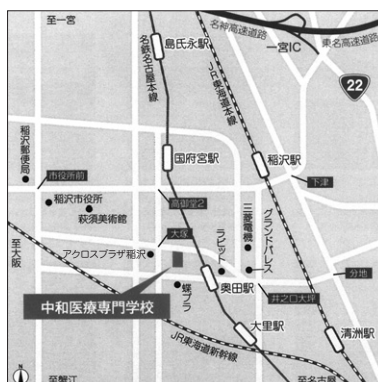 至一宮
名神高速道路
東名高速道路
一宮IC
島氏永駅
名鉄名古屋本線
JR東海道本線
22
稲沢郵便局
市役所前
国府宮駅
稲沢駅
下津
稲沢市役所
荻須美術館
高御堂2
三菱電機
グランドパレス
ラビット
大塚
アクロスプラザ稲沢
至大阪
中和医療専門学校
蝶プラ
奥田駅
井之口大坪
分地
大里駅
清洲駅
JR東海道新幹線
至蟹江
至名古屋
N